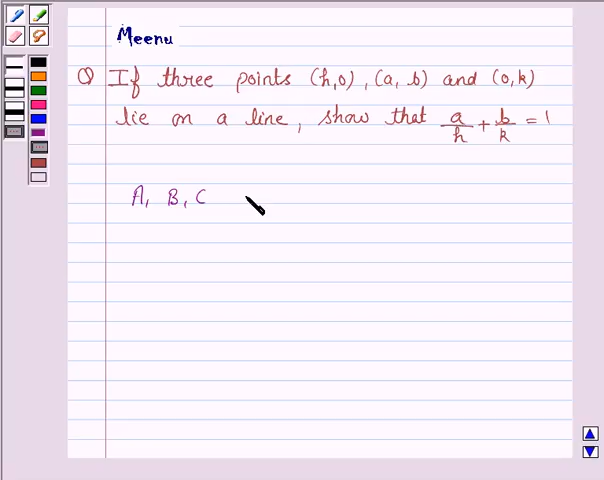 Meenu
Q If three points (h,0), (a, b) and (0,k)
lie on a line, show that a/h + b/k = 1
A, B, C